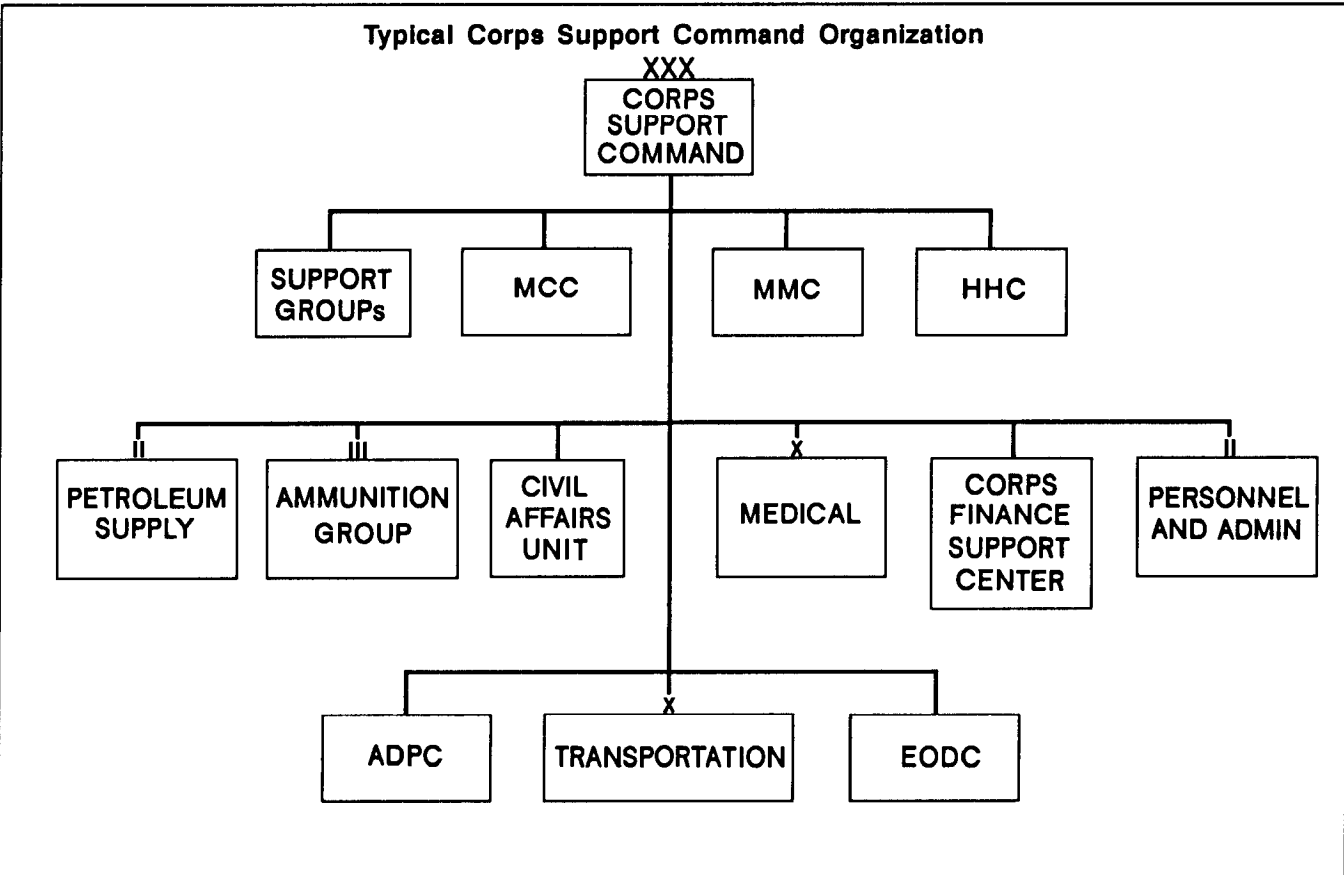 Typical Corps Support Command Organization
XXX
CORPS
SUPPORT
COMMAND
SUPPORT
GROUPs
MCC
MMC
HHC
II
PETROLEUM
SUPPLY
III
AMMUNITION
GROUP
CIVIL
AFFAIRS
UNIT
X
MEDICAL
CORPS
FINANCE
SUPPORT
CENTER
II
PERSONNEL
AND ADMIN
ADPC
X
TRANSPORTATION
EODC